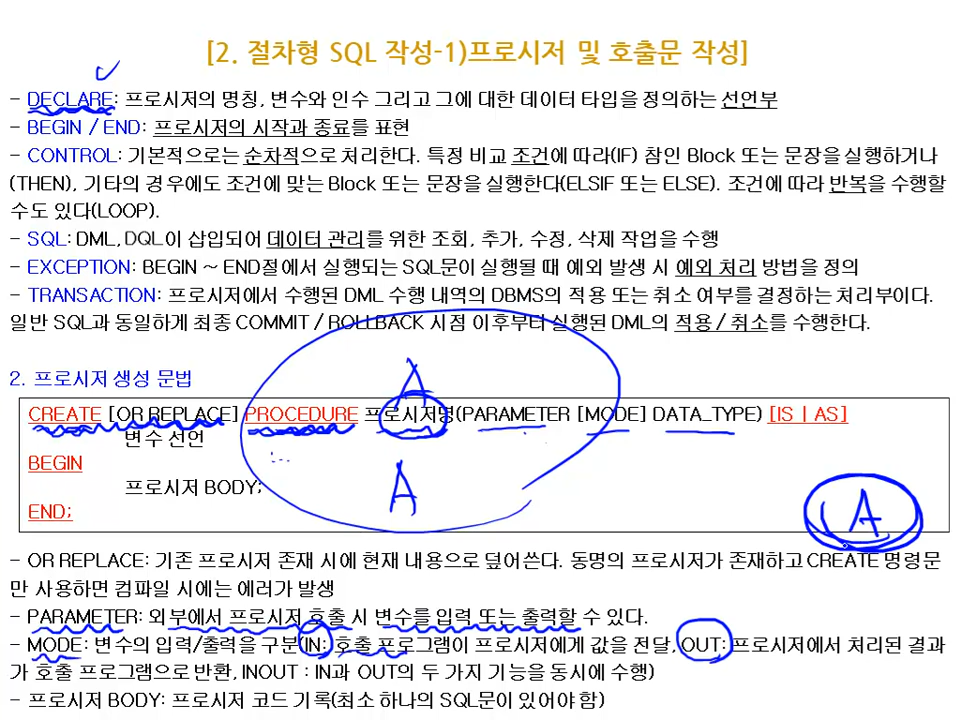 [2. 절차형 SQL 작성-1)프로시저 및 호출문 작성]
- DECLARE: 프로시저의 명칭, 변수와 인수 그리고 그에 대한 데이터 타입을 정의하는 선언부
- BEGIN / END: 프로시저의 시작과 종료를 표현
- CONTROL: 기본적으로는 순차적으로 처리한다. 특정 비교 조건에 따라(IF) 참인 Block 또는 문장을 실행하거나
(THEN), 기타의 경우에도 조건에 맞는 Block 또는 문장을 실행한다(ELSIF 또는 ELSE). 조건에 따라 반복을 수행할
수도 있다(LOOP).
- SQL: DML, DQL이 삽입되어 데이터 관리를 위한 조회, 추가, 수정, 삭제 작업을 수행
- EXCEPTION: BEGIN ~ END절에서 실행되는 SQL문이 실행될 때 예외 발생 시 예외 처리 방법을 정의
- TRANSACTION: 프로시저에서 수행된 DML 수행 내역의 DBMS의 적용 또는 취소 여부를 결정하는 처리부이다.
일반 SQL과 동일하게 최종 COMMIT / ROLLBACK 시점 이후부터 실행된 DML의 적용 / 취소를 수행한다.
2. 프로시저 생성 문법
A
CREATE [OR REPLACE] PROCEDURE 프로시저명(PARAMETER [MODE] DATA_TYPE) [IS | AS]
변수 선언
BEGIN
A
프로시저 BODY;
END;
A
- OR REPLACE: 기존 프로시저 존재 시에 현재 내용으로 덮어쓴다. 동명의 프로시저가 존재하고 CREATE 명령문
만 사용하면 컴파일 시에는 에러가 발생
- PARAMETER: 외부에서 프로시저 호출 시 변수를 입력 또는 출력할 수 있다.
- MODE: 변수의 입력/출력을 구분(IN: 호출 프로그램이 프로시저에게 값을 전달, OUT: 프로시저에서 처리된 결과
가 호출 프로그램으로 반환, INOUT : IN과 OUT의 두 가지 기능을 동시에 수행)
- 프로시저 BODY: 프로시저 코드 기록(최소 하나의 SQL문이 있어야 함)